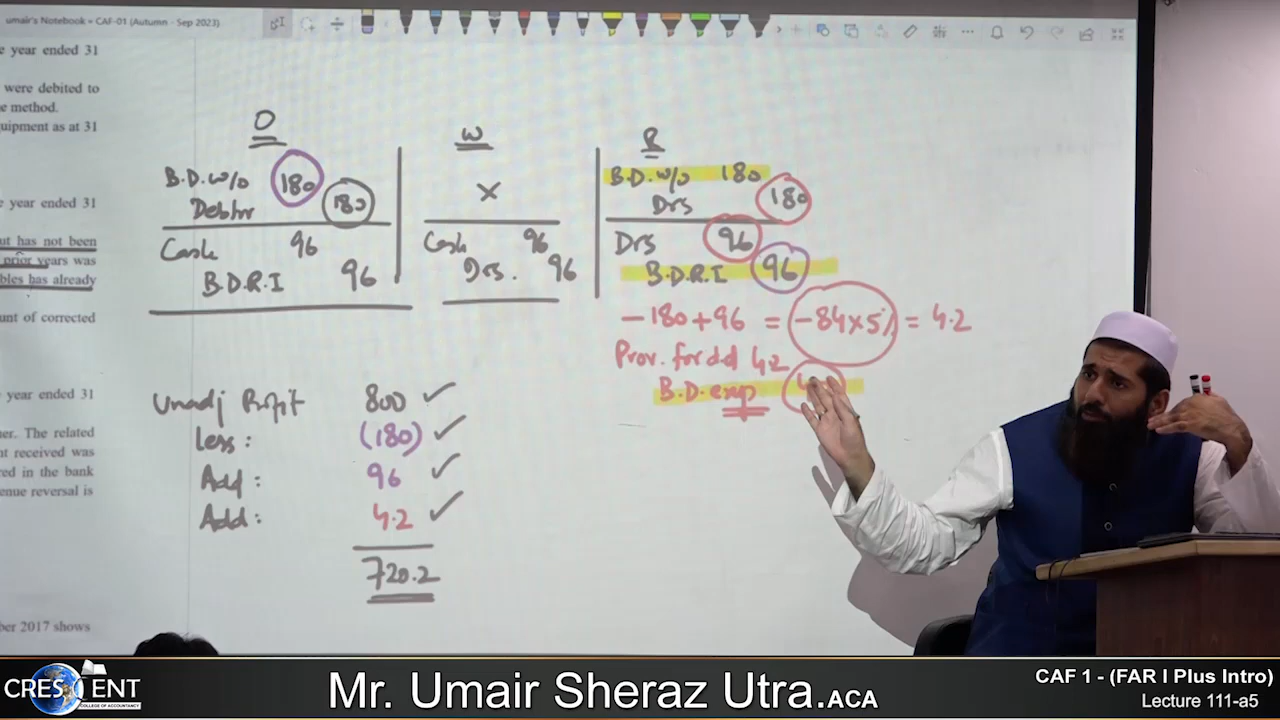 umair's Notebook » CAF-01 (Autumn - Sep 2023)
e year ended 31
were debited to
e method.
uipment as at 31
e year ended 31
ut has not been
prior years was
bles has already
unt of corrected
e year ended 31
her. The related
nt received was
red in the bank
enue reversal is
ber 2017 shows
O
B.D. w/o 180
Debtor 180
Cash 96
B.D.R.I 96
W
X
Cash 96
Drs. 96
R
B.D. w/o 180
Drs 180
Drs 96
B.D.R.I 96
-180+96 = -84x5% = 4.2
Prov. for dd 4.2
B.D. exp
Unadj Profit 800 ✓
Less: (180) ✓
Add: 96 ✓
Add: 4.2 ✓
720.2
CRESCENT
COLLEGE OF ACCOUNTANCY
Mr. Umair Sheraz Utra.ACA
CAF 1 - (FAR I Plus Intro)
Lecture 111-a5